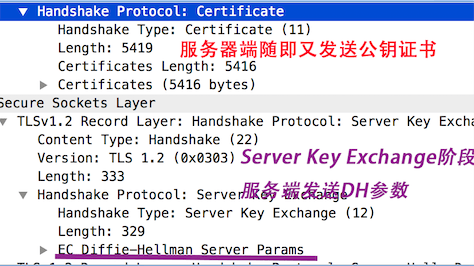 Handshake Protocol: Certificate
Handshake Type: Certificate (11)
Length: 5419
服务器端随即又发送公钥证书
Certificates Length: 5416
Certificates (5416 bytes)
Secure Sockets Layer
TLSv1.2 Record Layer: Handshake Protocol: Server Key Exchan
Content Type: Handshake (22)
Version: TLS 1.2 (0x0303)
Server Key Exchange阶段
Length: 333
服务端发送DH参数
Handshake Protocol: Server Key Exchange
Handshake Type: Server Key Exchange (12)
Length: 329
EC Diffie-Hellman Server Params